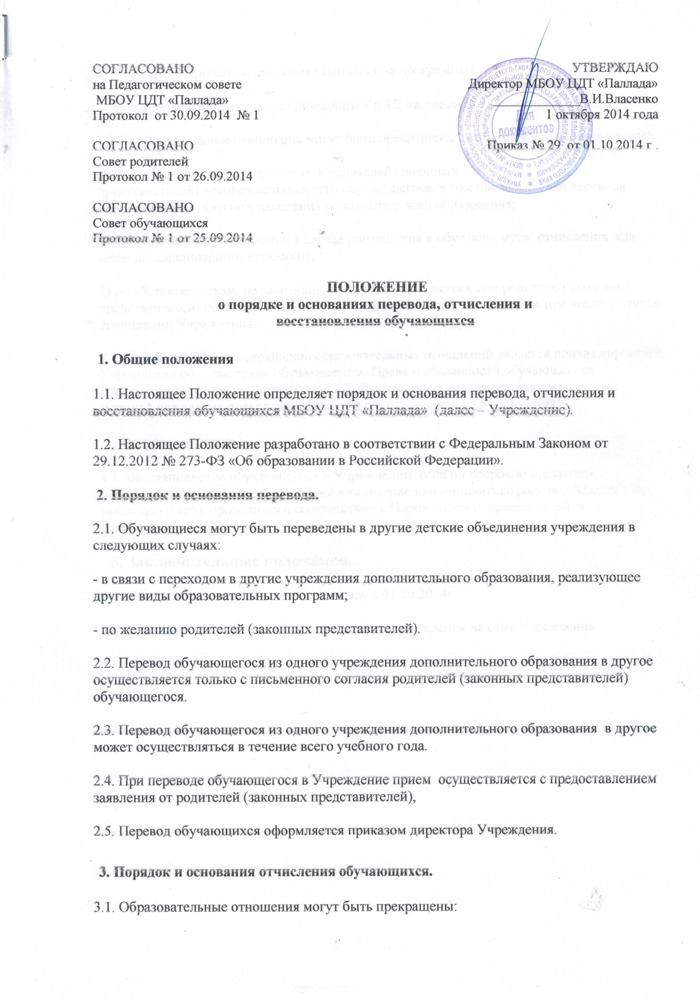 СОГЛАСОВАНО
на Педагогическом совете
МБОУ ЦДТ «Паллада»
Протокол от 30.09.2014 № 1
СОГЛАСОВАНО
Совет родителей
Протокол № 1 от 26.09.2014
СОГЛАСОВАНО
Совет обучающихся
Протокол № 1 от 25.09.2014
УТВЕРЖДАЮ
Директор МБОУ ЦДТ «Паллада»
В.И.Власенко
1 октября 2014 года
Приказ № 29 от 01.10.2014 г .
Для
документов
ПОЛОЖЕНИЕ
о порядке и основаниях перевода, отчисления и
восстановления обучающихся
1. Общие положения
1.1. Настоящее Положение определяет порядок и основания перевода, отчисления и
восстановления обучающихся МБОУ ЦДТ «Паллада» (далее – Учреждение).
1.2. Настоящее Положение разработано в соответствии с Федеральным Законом от
29.12.2012 № 273-ФЗ «Об образовании в Российской Федерации».
2. Порядок и основания перевода.
2.1. Обучающиеся могут быть переведены в другие детские объединения учреждения в
следующих случаях:
- в связи с переходом в другие учреждения дополнительного образования, реализующее
другие виды образовательных программ;
- по желанию родителей (законных представителей).
2.2. Перевод обучающегося из одного учреждения дополнительного образования в другое
осуществляется только с письменного согласия родителей (законных представителей)
обучающегося.
2.3. Перевод обучающегося из одного учреждения дополнительного образования в другое
может осуществляться в течение всего учебного года.
2.4. При переводе обучающегося в Учреждение прием осуществляется с предоставлением
заявления от родителей (законных представителей),
2.5. Перевод обучающихся оформляется приказом директора Учреждения.
3. Порядок и основания отчисления обучающихся.
3.1. Образовательные отношения могут быть прекращены: